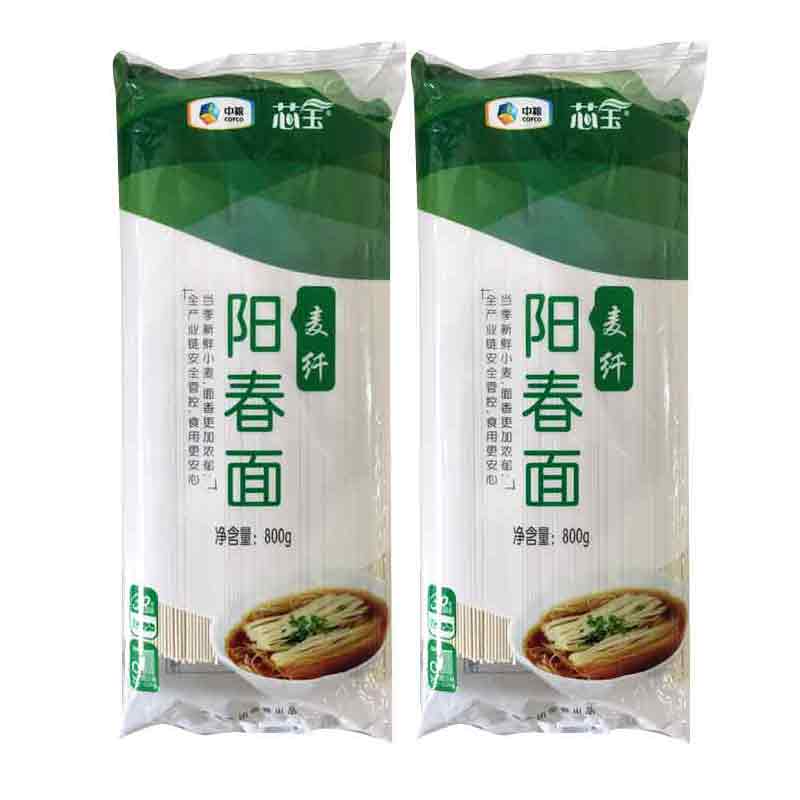 中粮
COFCO
芯玉
麦纤
阳春面
当季新鲜小麦,面香更加浓郁
全产业链安全管控,食用更安心
净含量：800g
中粮
COFCO
芯玉
麦纤
阳春面
当季新鲜小麦,面香更加浓郁
全产业链安全管控,食用更安心
净含量：800g